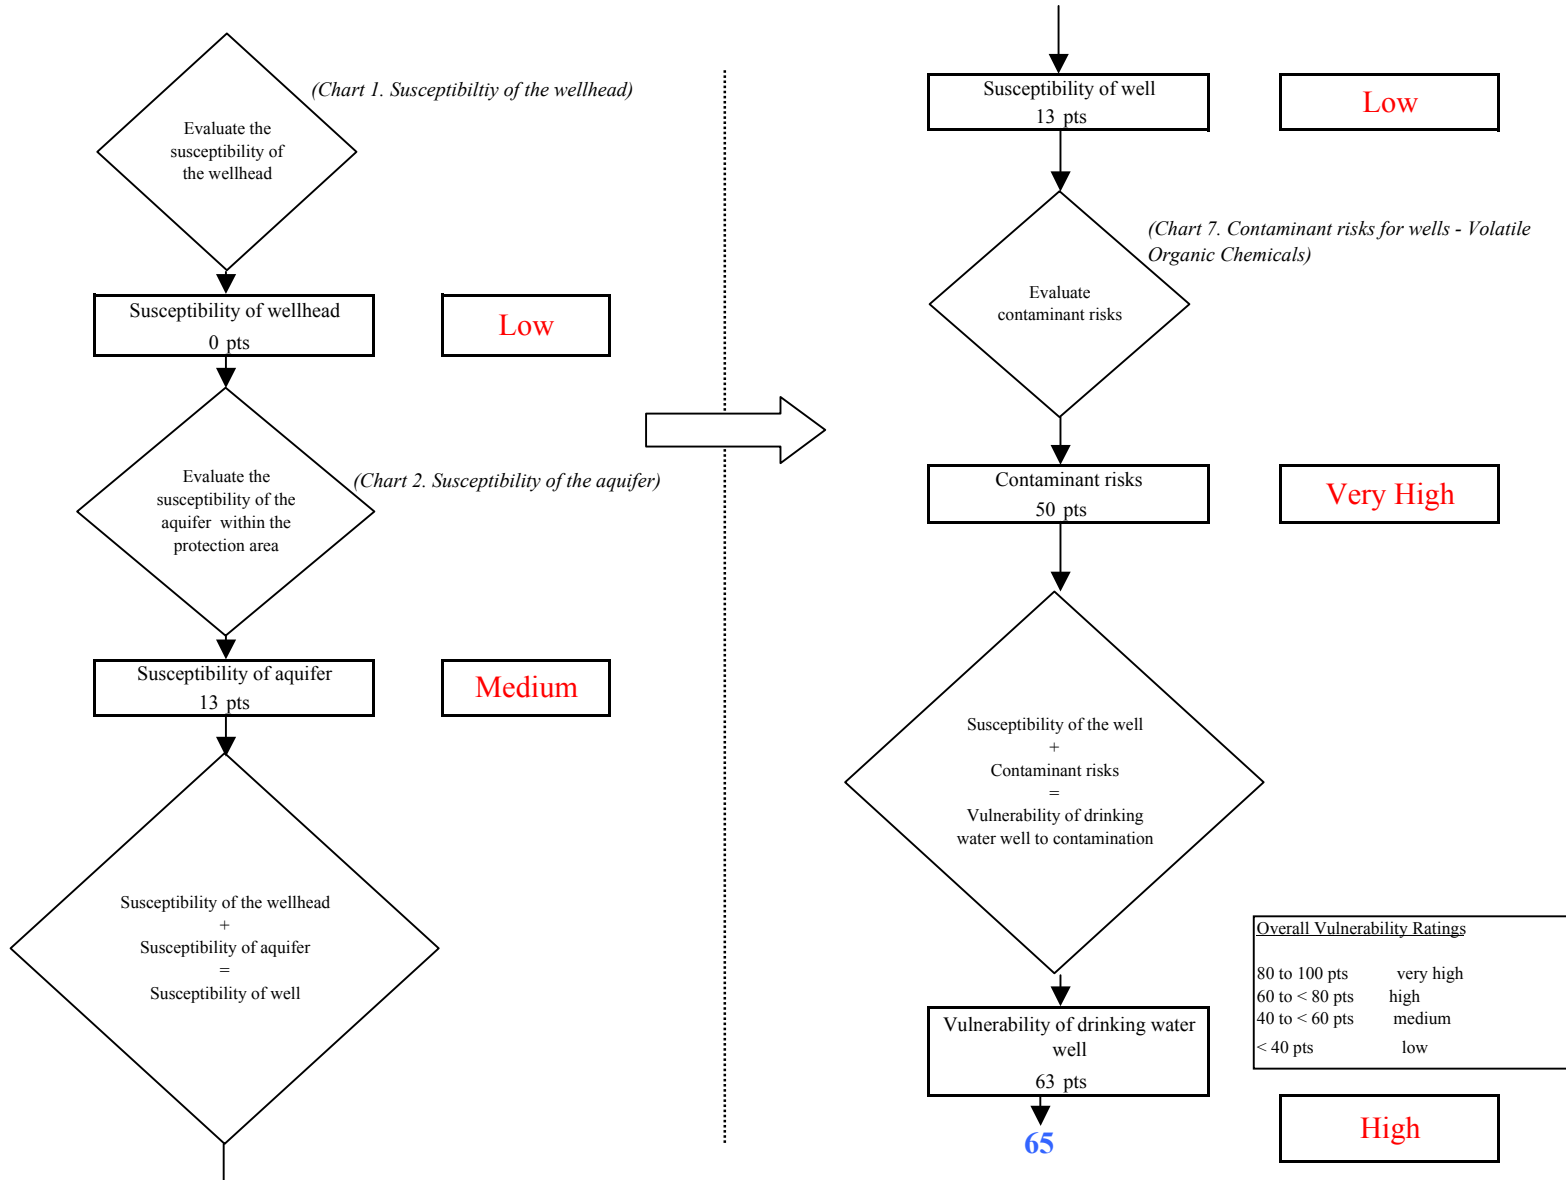 (Chart 1. Susceptibiltiy of the wellhead)
Evaluate the
susceptibility of
the wellhead
Susceptibility of wellhead
0 pts
Low
Evaluate the
susceptibility of the
aquifer within the
protection area
(Chart 2. Susceptibility of the aquifer)
Susceptibility of aquifer
13 pts
Medium
Susceptibility of the wellhead
+
Susceptibility of aquifer
=
Susceptibility of well
Susceptibility of well
13 pts
Low
(Chart 7. Contaminant risks for wells - Volatile
Organic Chemicals)
Evaluate
contaminant risks
Contaminant risks
50 pts
Very High
Susceptibility of the well
+
Contaminant risks
=
Vulnerability of drinking
water well to contamination
Overall Vulnerability Ratings
80 to 100 pts very high
60 to < 80 pts high
40 to < 60 pts medium
< 40 pts low
Vulnerability of drinking water
well
63 pts
High
65